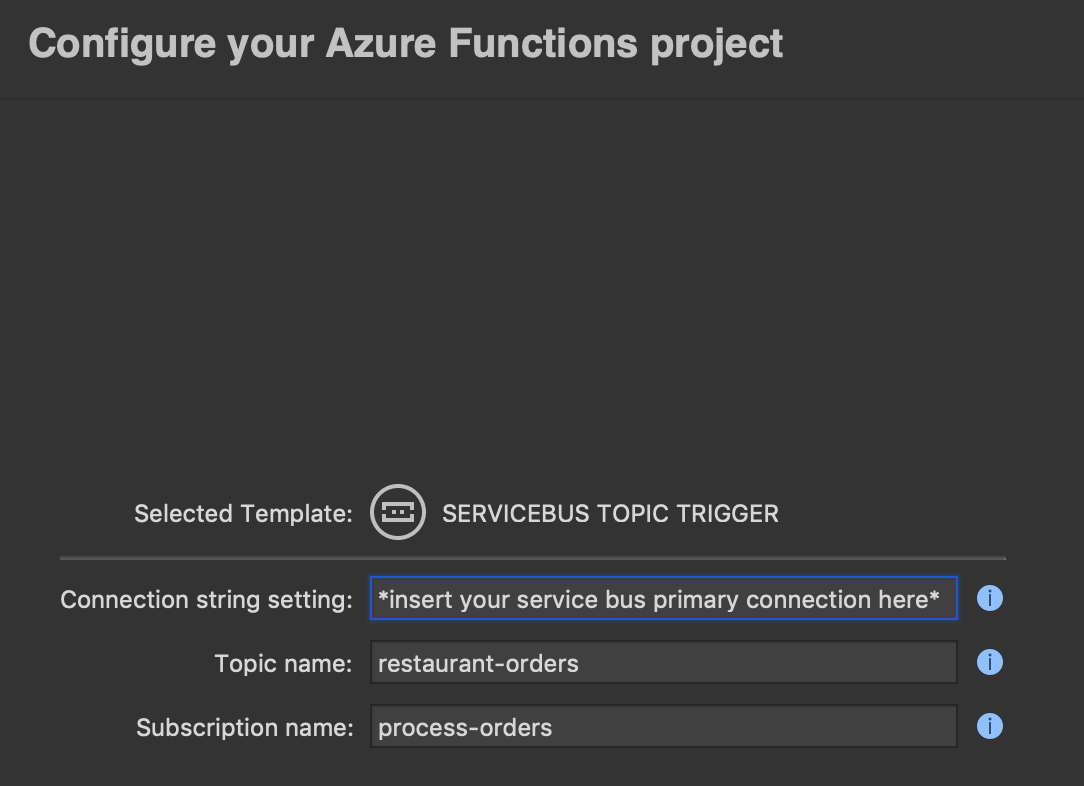 Configure your Azure Functions project
Selected Template: SERVICEBUS TOPIC TRIGGER
Connection string setting: *insert your service bus primary connection here*
Topic name: restaurant-orders
Subscription name: process-orders